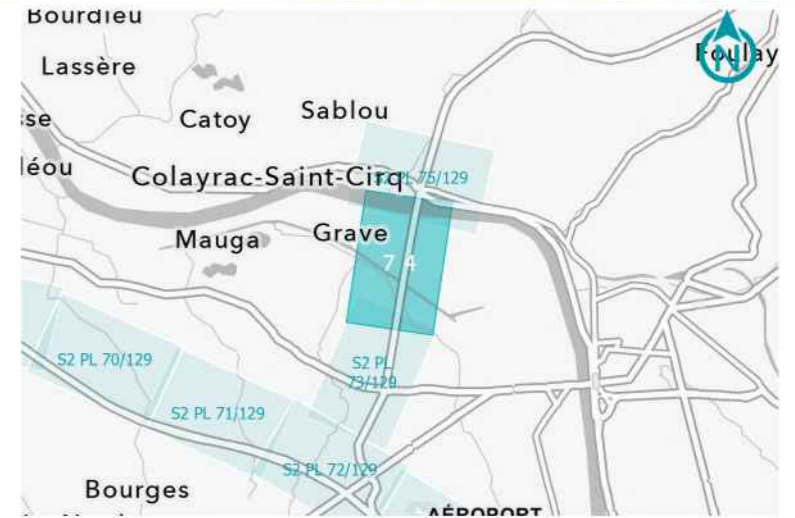 Bourdieu
Lassère
Foulay
N
sse
Catoy
Sablou
léou
Colayrac-Saint-Cirq
S2 PL 75/129
Mauga
Grave
74
S2 PL 70/129
S2 PL
73/129
S2 PL 71/129
S2 PL 72/129
Bourges
AÉROPORT